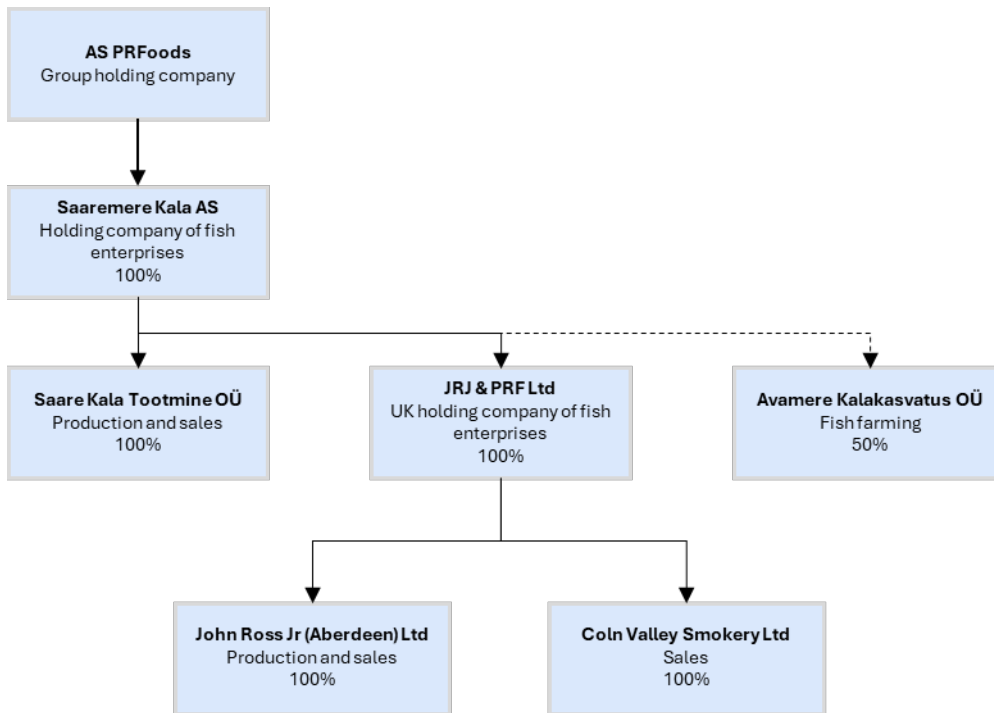 AS PRFoods
Group holding company
Saaremere Kala AS
Holding company of fish
enterprises
100%
Saare Kala Tootmine OÜ
Production and sales
100%
JRJ & PRF Ltd
UK holding company of fish
enterprises
100%
Avamere Kalakasvatus OÜ
Fish farming
50%
John Ross Jr (Aberdeen) Ltd
Production and sales
100%
Coln Valley Smokery Ltd
Sales
100%